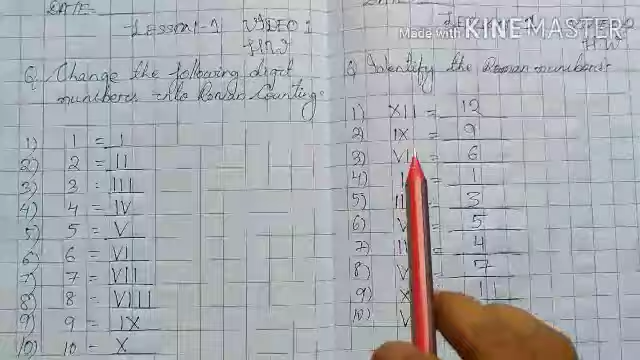 DATE
LESSON-1 VIDEO 1
H.W
Q. Change the following digit
numbers into Roman Counting.
1) 1 = I
2) 2 = II
3) 3 = III
4) 4 = IV
5) 5 = V
6) 6 = VI
7) 7 = VII
8) 8 = VIII
9) 9 = IX
10) 10 = X
Made with KINEMASTER
H.W
Q Identify the Roman numbers
1) XII = 12
2) IX = 9
3) VI = 6
4) I = 1
5) = 3
6) V = 5
7) = 4
8) = 7
9) = 11
10)